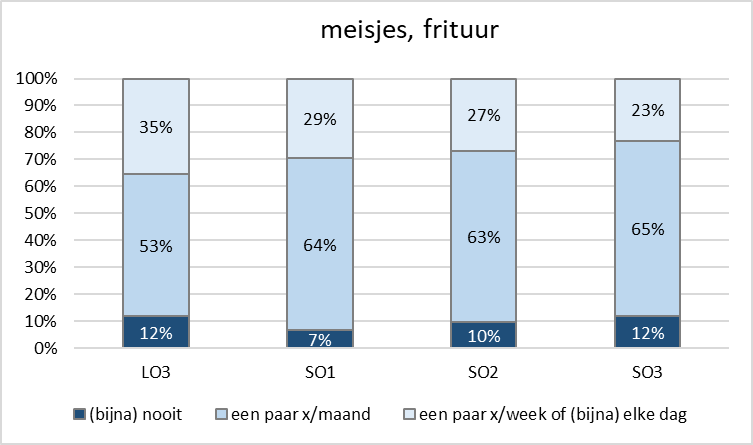 meisjes, frituur
100%
90%
80%
70%
60%
50%
40%
30%
20%
10%
0%
35% 29% 27% 23%
53% 64% 63% 65%
12% 7% 10% 12%
LO3 SO1 SO2 SO3
(bijna) nooit een paar x/maand een paar x/week of (bijna) elke dag